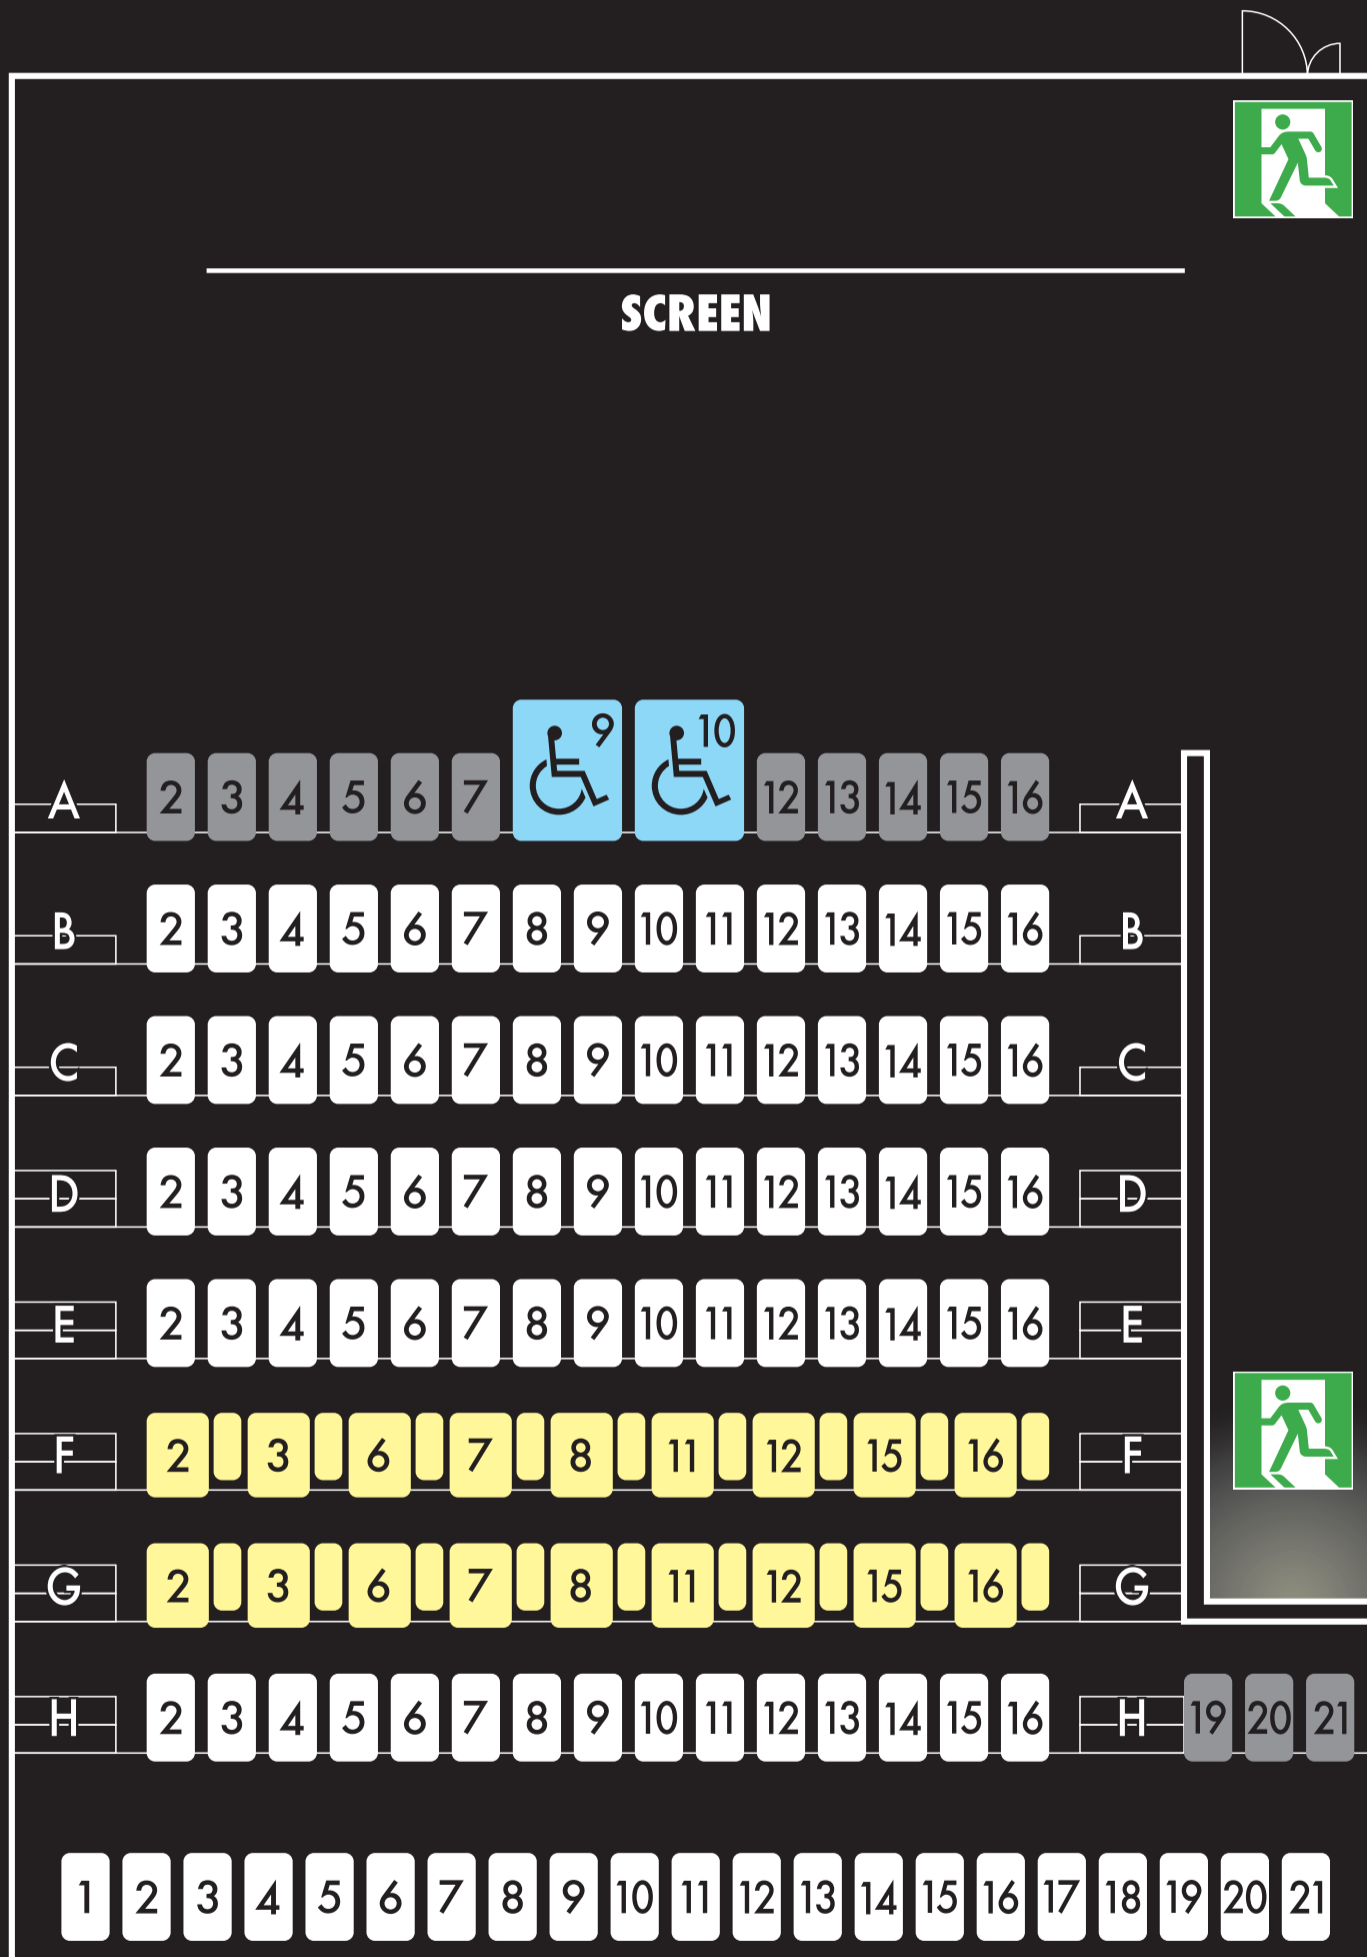 SCREEN
A 2 3 4 5 6 7 9 10 12 13 14 15 16 A
B 2 3 4 5 6 7 8 9 10 11 12 13 14 15 16 B
C 2 3 4 5 6 7 8 9 10 11 12 13 14 15 16 C
D 2 3 4 5 6 7 8 9 10 11 12 13 14 15 16 D
E 2 3 4 5 6 7 8 9 10 11 12 13 14 15 16 E
F 2 3 6 7 8 11 12 15 16 F
G 2 3 6 7 8 11 12 15 16 G
H 2 3 4 5 6 7 8 9 10 11 12 13 14 15 16 H 19 20 21
1 2 3 4 5 6 7 8 9 10 11 12 13 14 15 16 17 18 19 20 21